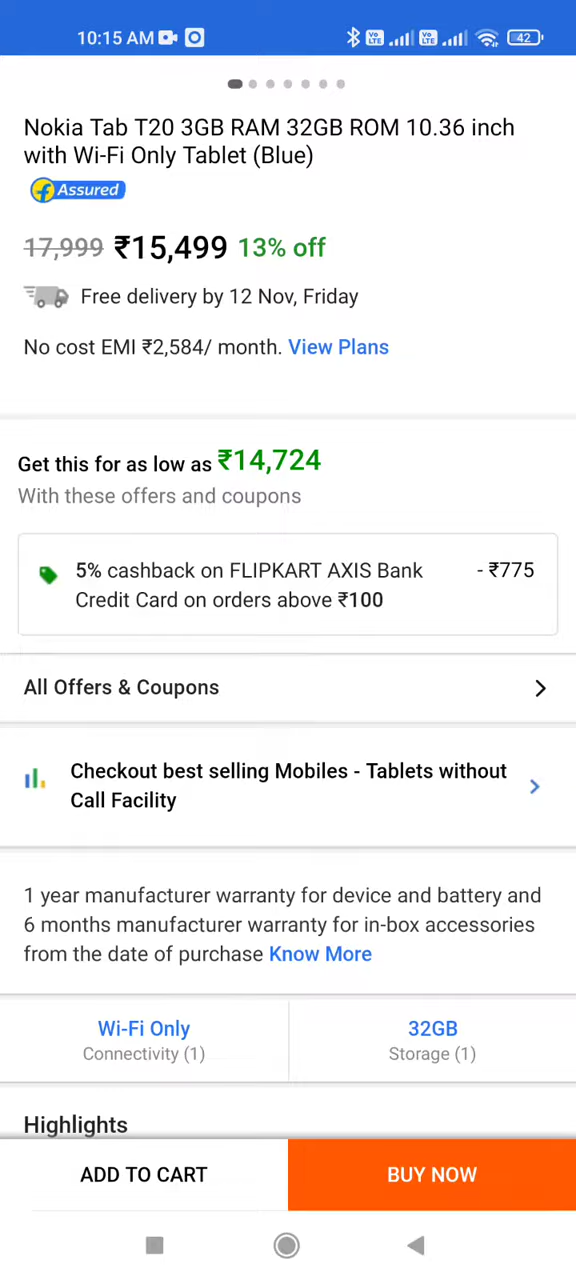 10:15 AM
Vo LTE Vo LTE 42
Nokia Tab T20 3GB RAM 32GB ROM 10.36 inch
with Wi-Fi Only Tablet (Blue)
f Assured
17,999 ₹15,499 13% off
Free delivery by 12 Nov, Friday
No cost EMI ₹2,584/ month. View Plans
Get this for as low as ₹14,724
With these offers and coupons
5% cashback on FLIPKART AXIS Bank - ₹775
Credit Card on orders above ₹100
All Offers & Coupons
Checkout best selling Mobiles - Tablets without
Call Facility
1 year manufacturer warranty for device and battery and
6 months manufacturer warranty for in-box accessories
from the date of purchase Know More
Wi-Fi Only 32GB
Connectivity (1) Storage (1)
Highlights
ADD TO CART BUY NOW